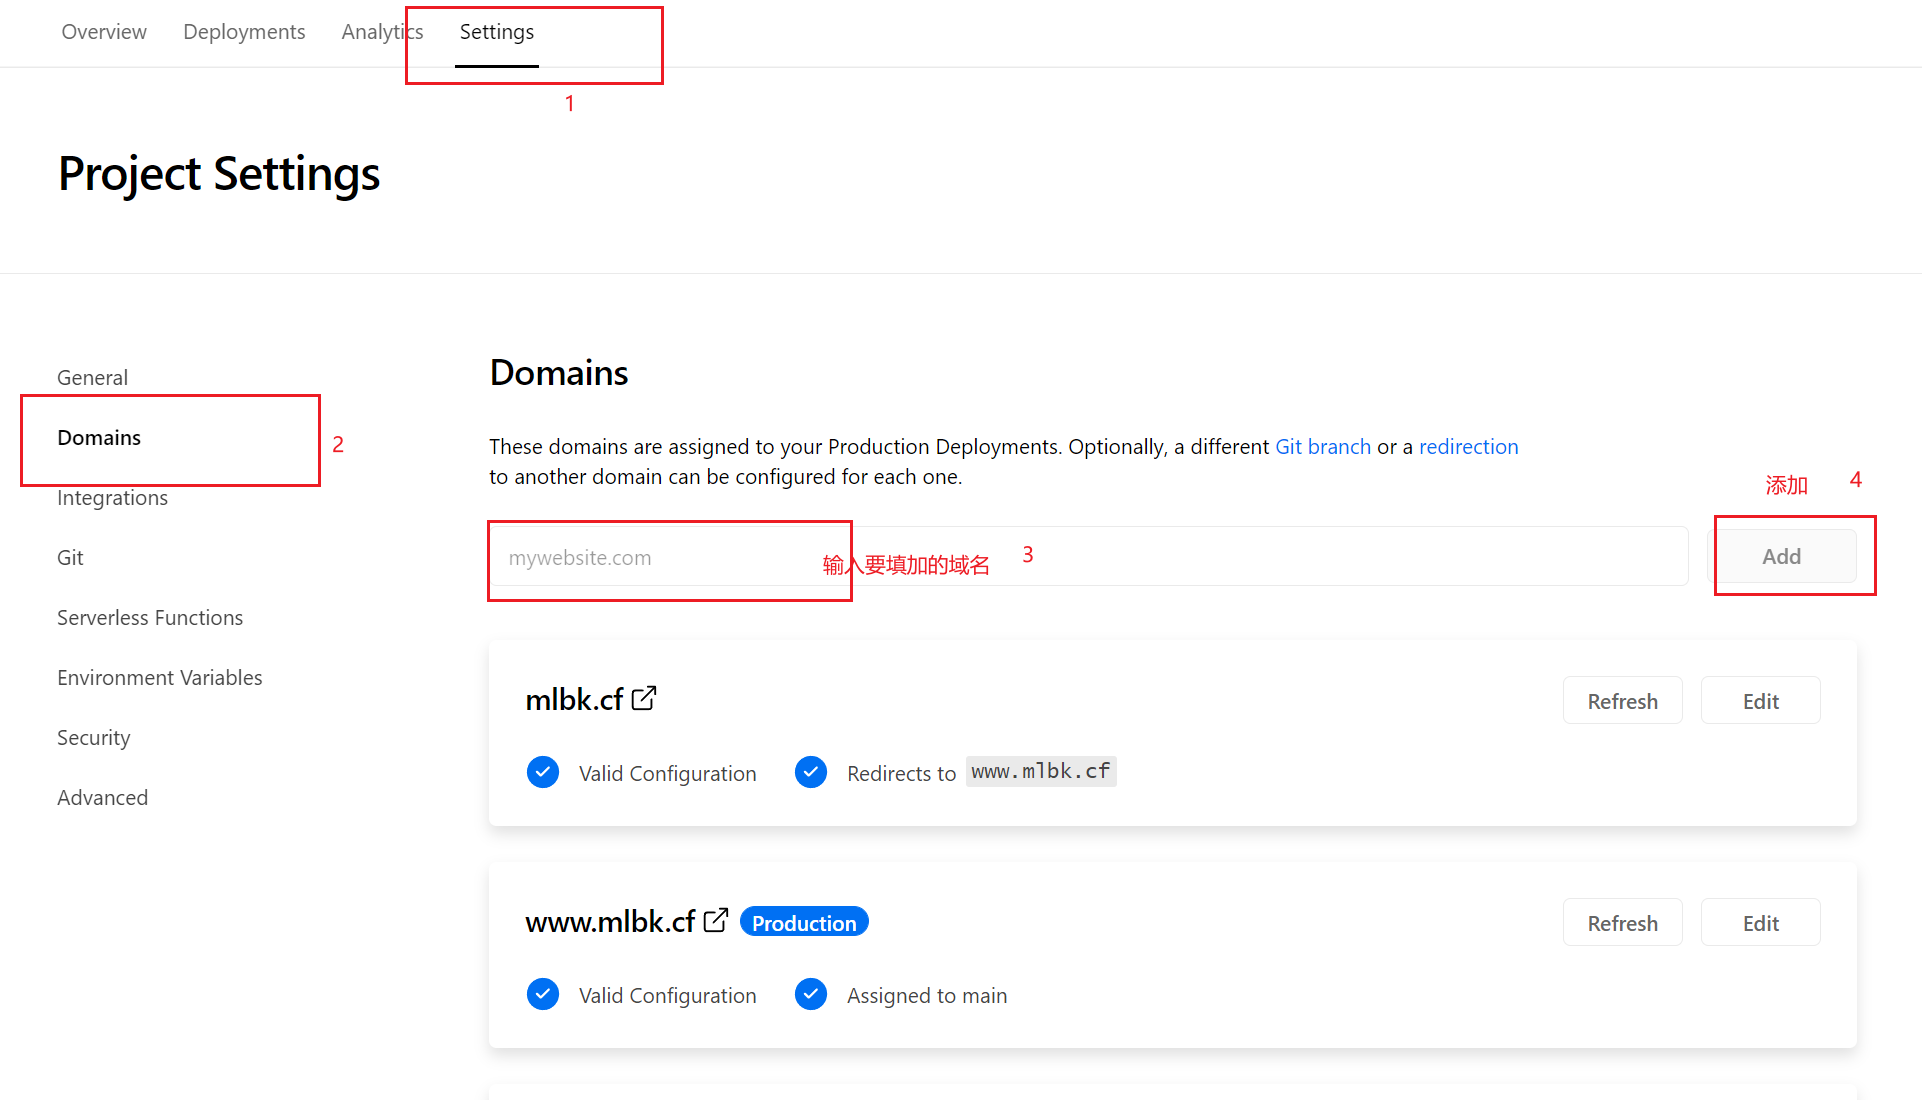 Overview Deployments Analytics Settings
1
Project Settings
General
Domains
2
Integrations
Git
Serverless Functions
Environment Variables
Security
Advanced
Domains
These domains are assigned to your Production Deployments. Optionally, a different Git branch or a redirection
to another domain can be configured for each one.
添加 4
mywebsite.com 输入要填加的域名 3 Add
mlbk.cf Refresh Edit
Valid Configuration Redirects to www.mlbk.cf
www.mlbk.cf Production Refresh Edit
Valid Configuration Assigned to main